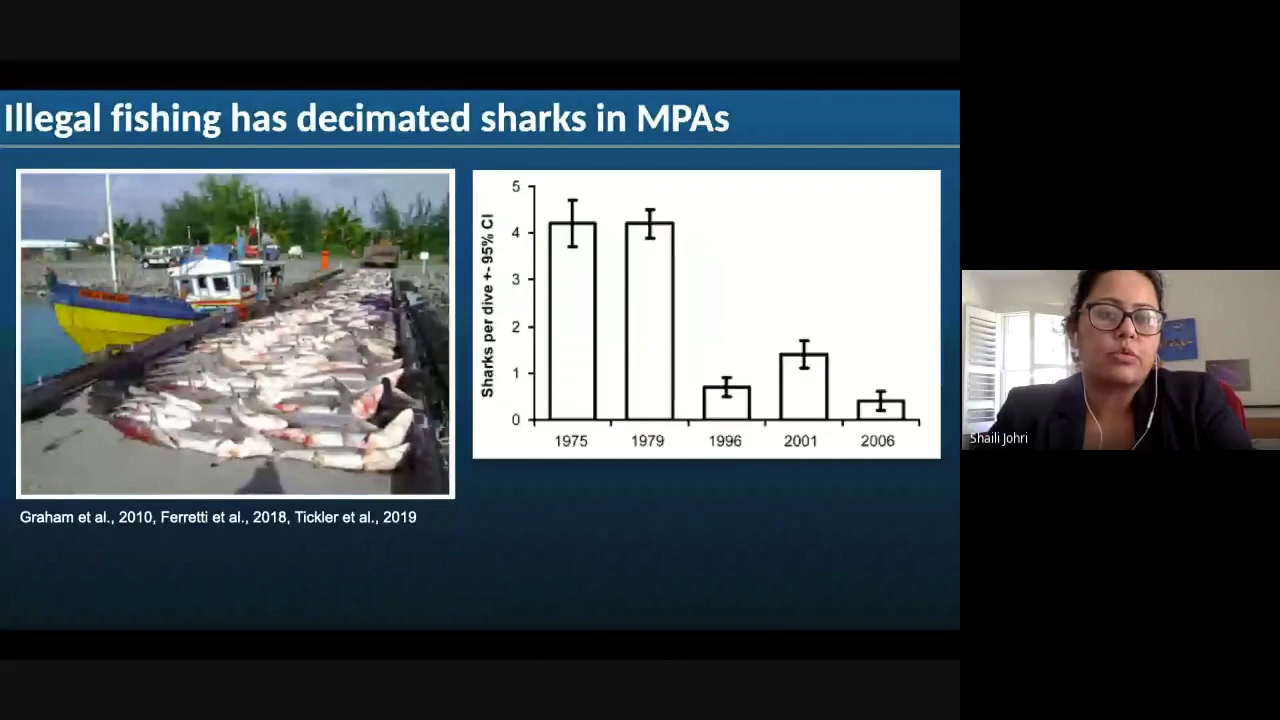 Illegal fishing has decimated sharks in MPAs
Sharks per dive +- 95% CI
5
4
3
2
1
0
1975 1979 1996 2001 2006
Graham et al., 2010, Ferretti et al., 2018, Tickler et al., 2019
Shaili Johri